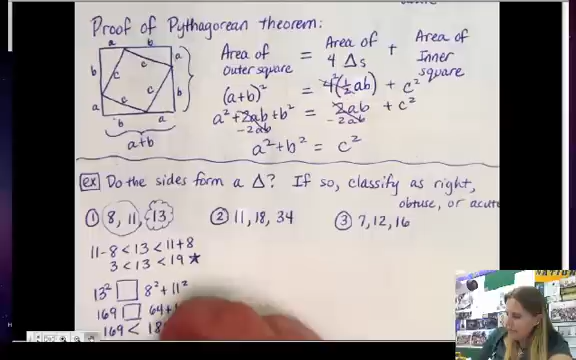 Proof of Pythagorean theorem:
a b
b c c a
a c c b
b a
a+b
a+b
Area of outer square = Area of 4 Δs + Area of Inner square
(a+b)² = 4(½ab) + c²
a² + 2ab + b² = 2ab + c²
-2ab -2ab
a² + b² = c²
ex Do the sides form a Δ? If so, classify as right,
obtuse, or acute
① 8, 11, 13 ② 11, 18, 34 ③ 7, 12, 16
11-8 < 13 < 11+8
3 < 13 < 19 ★
13² □ 8² + 11²
169 □ 64+
169 < 18
NATION